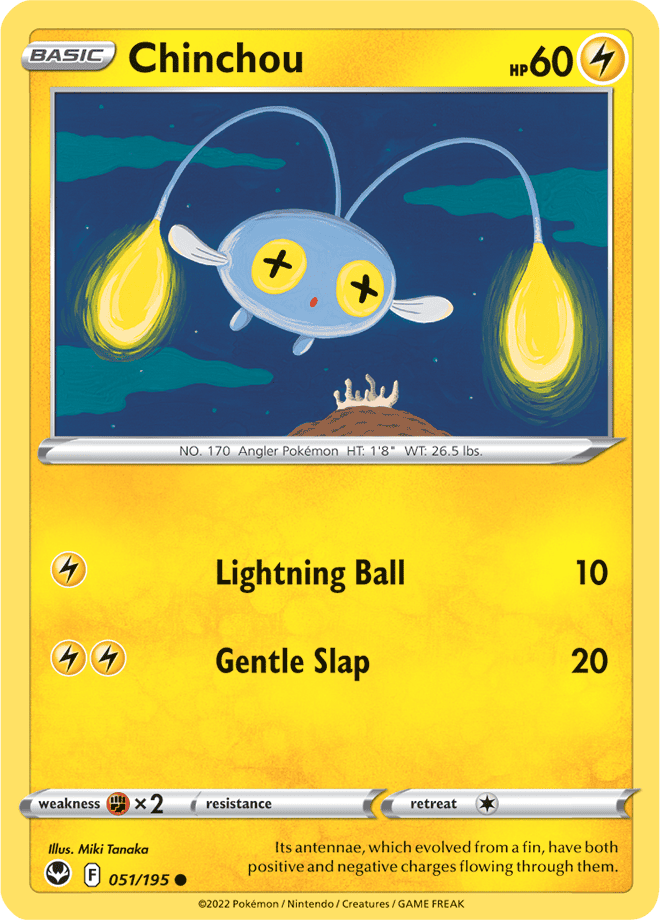 BASIC Chinchou HP60
NO. 170 Angler Pokémon HT: 1'8" WT: 26.5 lbs.
Lightning Ball 10
Gentle Slap 20
weakness ×2 resistance retreat
Illus. Miki Tanaka
Its antennae, which evolved from a fin, have both
positive and negative charges flowing through them.
F 051/195
©2022 Pokémon / Nintendo / Creatures / GAME FREAK